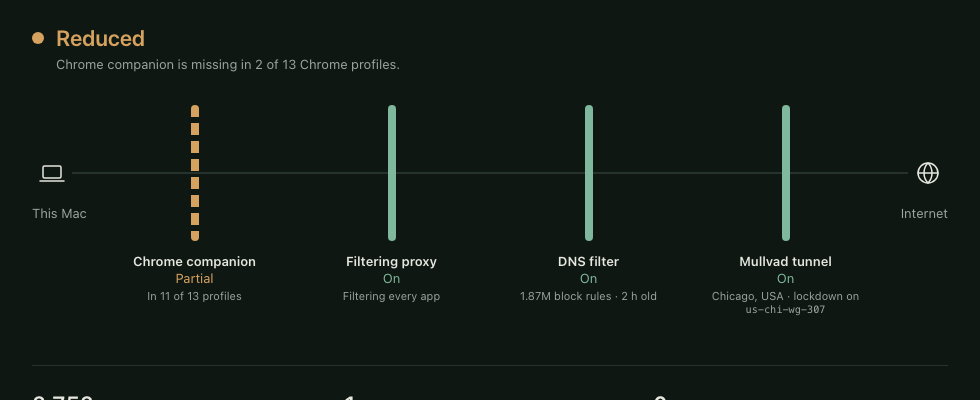 Reduced
Chrome companion is missing in 2 of 13 Chrome profiles.
This Mac
Internet
Chrome companion
Partial
In 11 of 13 profiles
Filtering proxy
On
Filtering every app
DNS filter
On
1.87M block rules · 2 h old
Mullvad tunnel
On
Chicago, USA · lockdown on
us-chi-wg-307